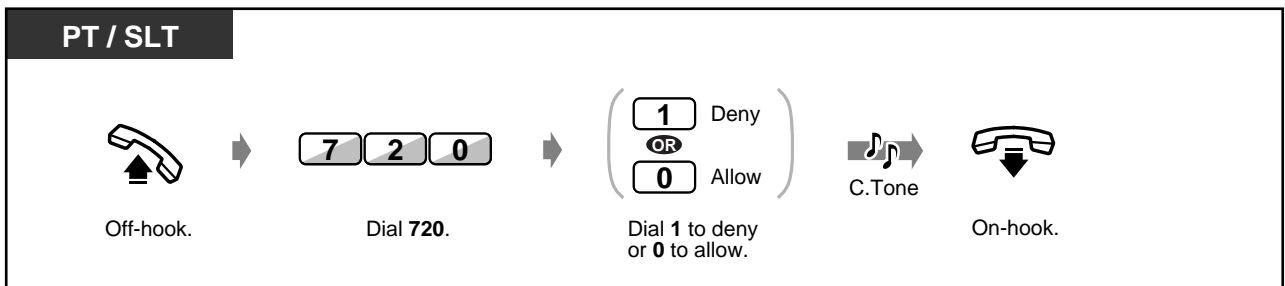 PT / SLT
7 2 0
1 Deny
OR
0 Allow
C.Tone
Off-hook.
Dial 720.
Dial 1 to deny
or 0 to allow.
On-hook.